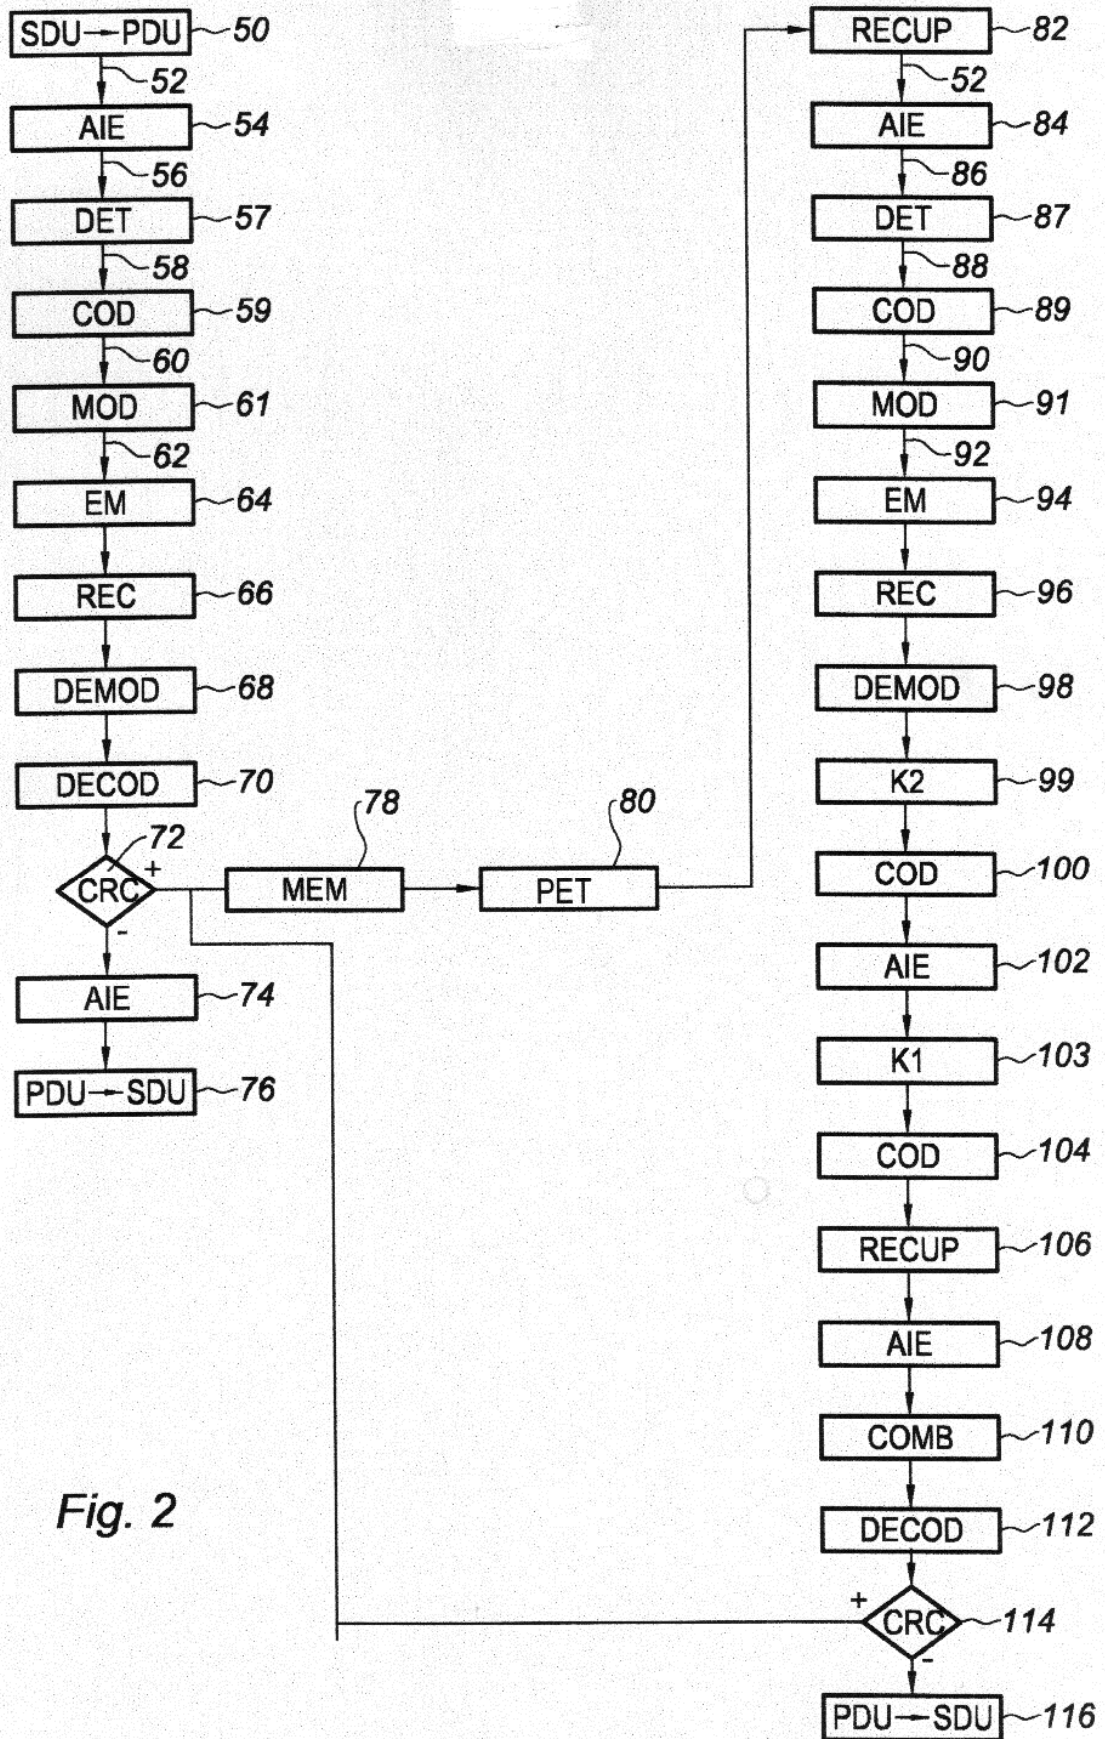 SDU → PDU 50
52
AIE 54
56
DET 57
58
COD 59
60
MOD 61
62
EM 64
REC 66
DEMOD 68
DECOD 70
72
CRC
+
-
AIE 74
PDU → SDU 76
78
MEM
80
PET
RECUP 82
52
AIE 84
86
DET 87
88
COD 89
90
MOD 91
92
EM 94
REC 96
DEMOD 98
K2 99
COD 100
AIE 102
K1 103
COD 104
RECUP 106
AIE 108
COMB 110
DECOD 112
+
CRC 114
-
PDU → SDU 116
Fig. 2